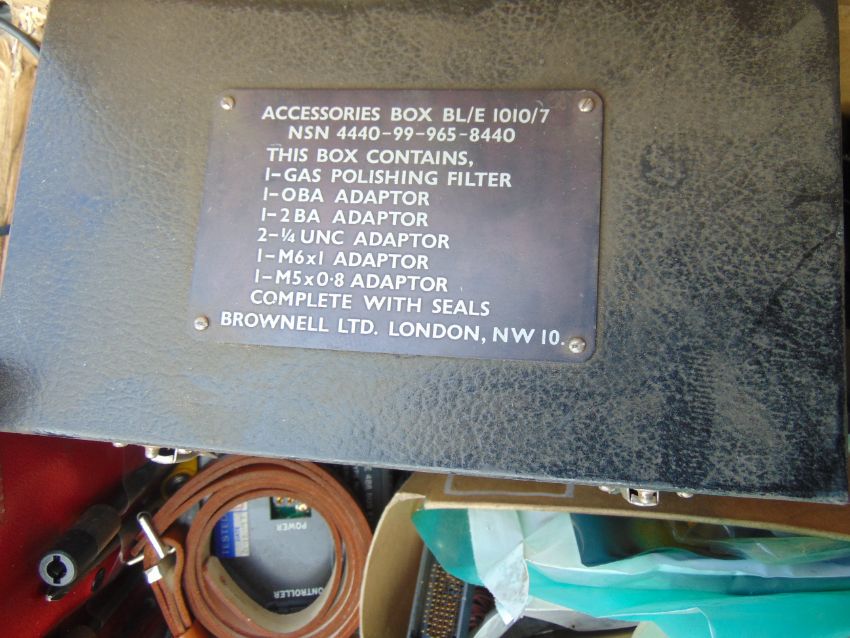 ACCESSORIES BOX BL/E 1010/7
NSN 4440-99-965-8440
THIS BOX CONTAINS,
1-GAS POLISHING FILTER
1-OBA ADAPTOR
1-2BA ADAPTOR
2-¼ UNC ADAPTOR
1-M6x1 ADAPTOR
1-M5x0·8 ADAPTOR
COMPLETE WITH SEALS
BROWNELL LTD. LONDON, NW 10.
POWER
CONTROLLER